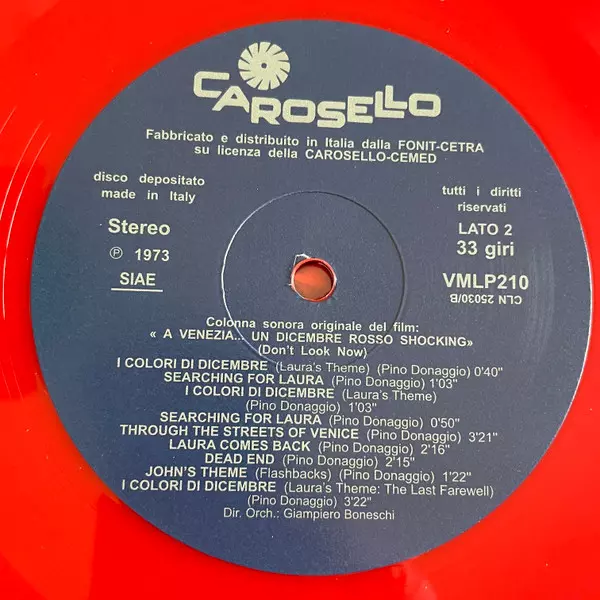 CAROSELLO
Fabbricato e distribuito in Italia dalla FONIT-CETRA
su licenza della CAROSELLO-CEMED
disco depositato
made in Italy
tutti i diritti
riservati
Stereo
℗ 1973
SIAE
LATO 2
33 giri
VMLP210
CLN 25030/B
Colonna sonora originale del film:
« A VENEZIA... UN DICEMBRE ROSSO SHOCKING»
(Don't Look Now)
I COLORI DI DICEMBRE (Laura's Theme) (Pino Donaggio) 0'40"
SEARCHING FOR LAURA (Pino Donaggio) 1'03"
I COLORI DI DICEMBRE (Laura's Theme)
(Pino Donaggio) 1'03"
SEARCHING FOR LAURA (Pino Donaggio) 0'50"
THROUGH THE STREETS OF VENICE (Pino Donaggio) 3'21"
LAURA COMES BACK (Pino Donaggio) 2'16"
DEAD END (Pino Donaggio) 2'15"
JOHN'S THEME (Flashbacks) (Pino Donaggio) 1'22"
I COLORI DI DICEMBRE (Laura's Theme: The Last Farewell)
(Pino Donaggio) 3'22"
Dir. Orch.: Giampiero Boneschi